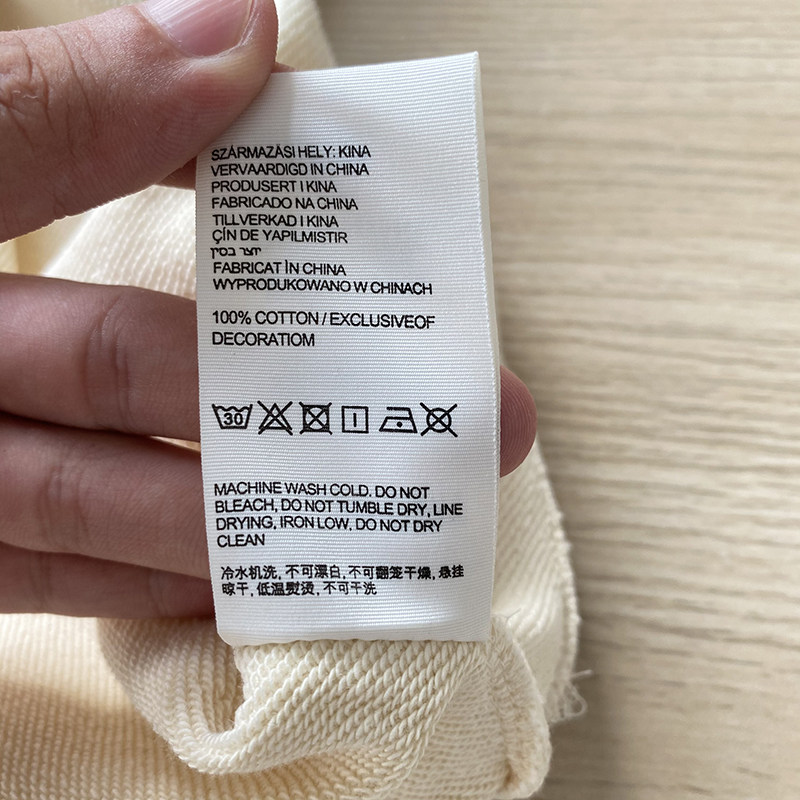 SZÁRMAZÁSI HELY: KINA
VERVAARDIGD IN CHINA
PRODUSERT I KINA
FABRICADO NA CHINA
TILLVERKAD I KINA
ÇİN DE YAPILMISTIR
יוצר בסין
FABRICAT ÎN CHINA
WYPRODUKOWANO W CHINACH
100% COTTON / EXCLUSIVEOF
DECORATIOM
30
MACHINE WASH COLD. DO NOT
BLEACH, DO NOT TUMBLE DRY, LINE
DRYING, IRON LOW, DO NOT DRY
CLEAN
冷水机洗, 不可漂白, 不可翻笼干燥, 悬挂
晾干, 低温熨烫, 不可干洗